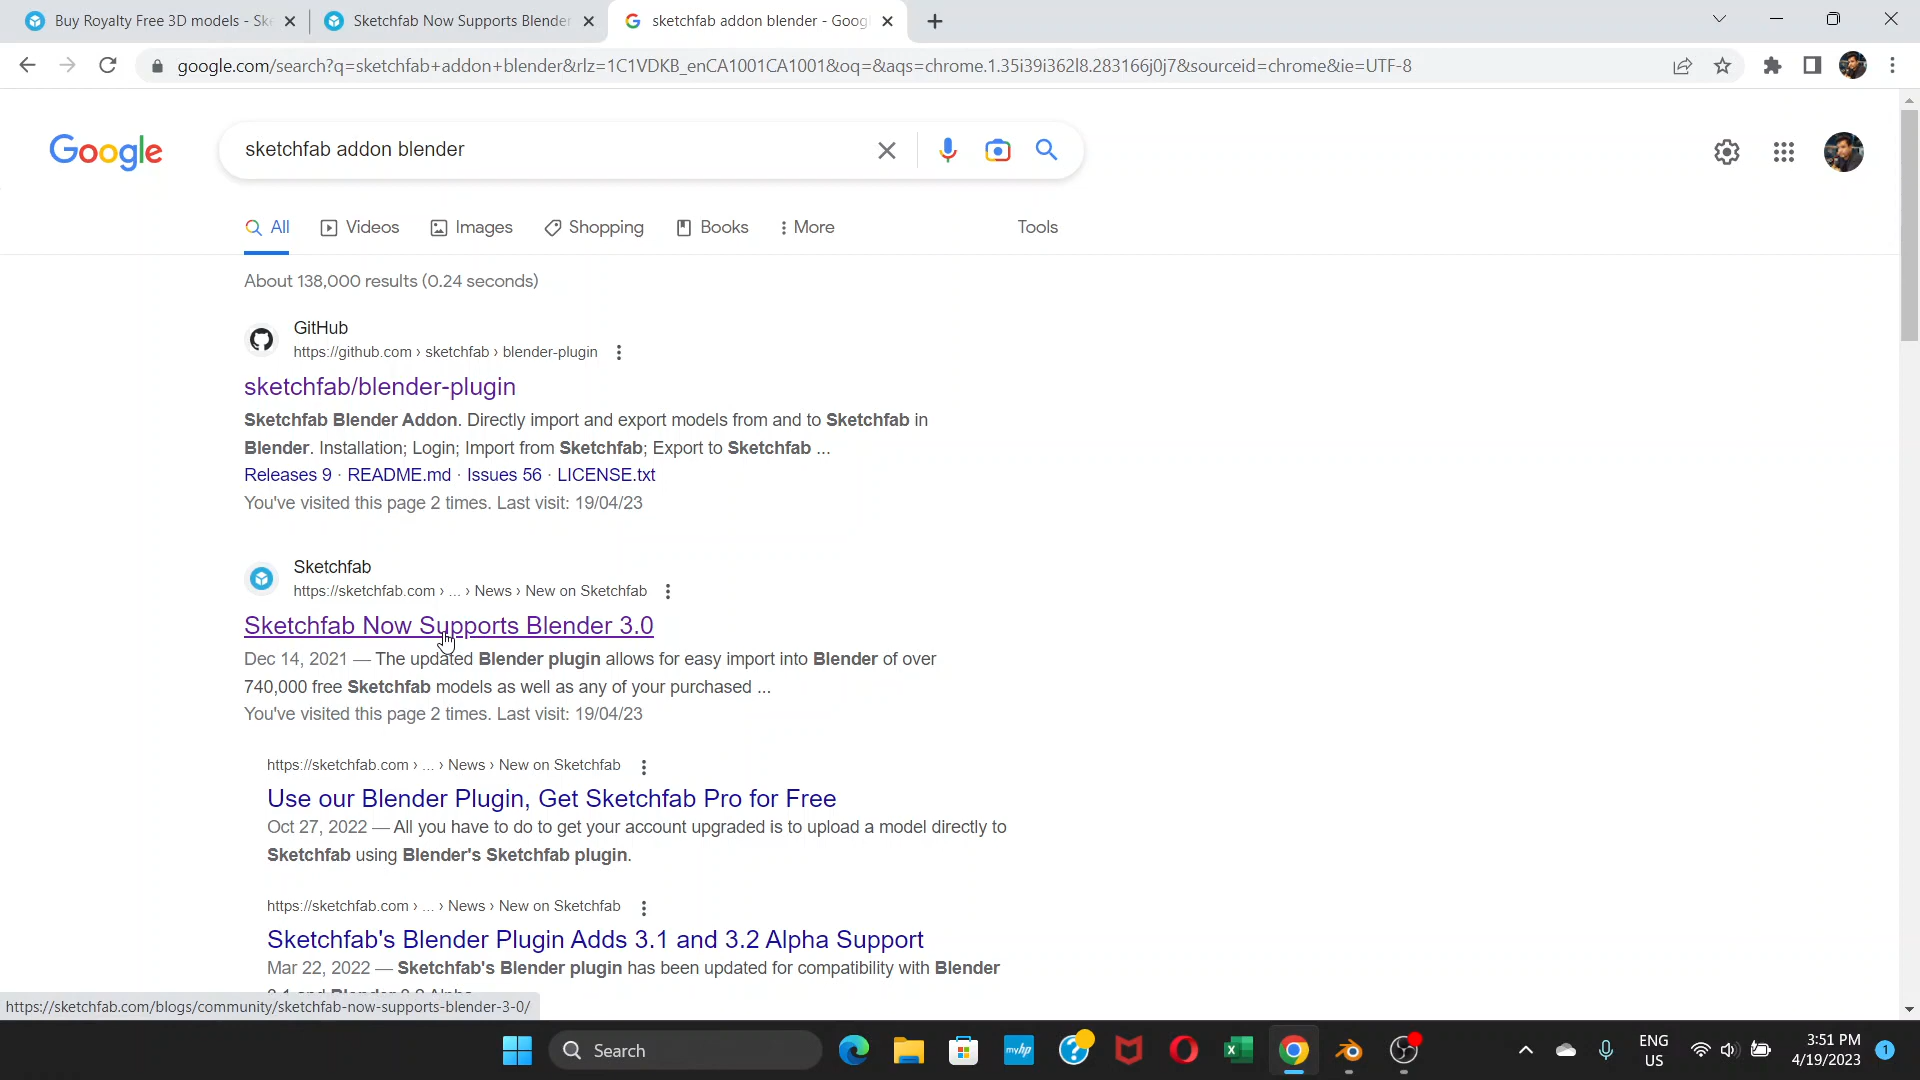 Buy Royalty Free 3D models - Sk
Sketchfab Now Supports Blender
sketchfab addon blender - Goog
google.com/search?q=sketchfab+addon+blender&rlz=1C1VDKB_enCA1001CA1001&oq=&aqs=chrome.1.35i39i362l8.283166j0j7&sourceid=chrome&ie=UTF-8
Google
sketchfab addon blender
All Videos Images Shopping Books More Tools
About 138,000 results (0.24 seconds)
GitHub
https://github.com › sketchfab › blender-plugin
sketchfab/blender-plugin
Sketchfab Blender Addon. Directly import and export models from and to Sketchfab in
Blender. Installation; Login; Import from Sketchfab; Export to Sketchfab ...
Releases 9 · README.md · Issues 56 · LICENSE.txt
You've visited this page 2 times. Last visit: 19/04/23
Sketchfab
https://sketchfab.com › ... › News › New on Sketchfab
Sketchfab Now Supports Blender 3.0
Dec 14, 2021 — The updated Blender plugin allows for easy import into Blender of over
740,000 free Sketchfab models as well as any of your purchased ...
You've visited this page 2 times. Last visit: 19/04/23
https://sketchfab.com › ... › News › New on Sketchfab
Use our Blender Plugin, Get Sketchfab Pro for Free
Oct 27, 2022 — All you have to do to get your account upgraded is to upload a model directly to
Sketchfab using Blender's Sketchfab plugin.
https://sketchfab.com › ... › News › New on Sketchfab
Sketchfab's Blender Plugin Adds 3.1 and 3.2 Alpha Support
Mar 22, 2022 — Sketchfab's Blender plugin has been updated for compatibility with Blender
https://sketchfab.com/blogs/community/sketchfab-now-supports-blender-3-0/
Search
myhp
ENG
US
3:51 PM
4/19/2023
1